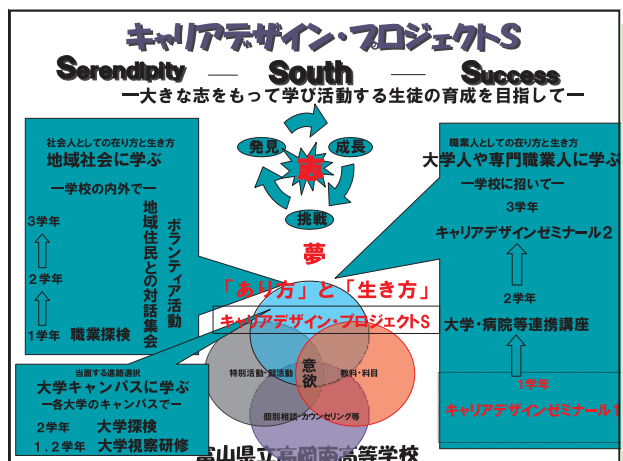 キャリアデザイン・プロジェクトS
Serendipity — South — Success
—大きな志をもって学び活動する生徒の育成を目指して—
社会人としての在り方と生き方
地域社会に学ぶ
—学校の内外で—
3学年
2学年
1学年 職業探検
地域住民との対話集会
ボランティア活動
発見
成長
志
挑戦
夢
「あり方」と「生き方」
キャリアデザイン・プロジェクトS
特別活動・部活動
意欲
教科・科目
個別相談・カウンセリング等
職業人としての在り方と生き方
大学人や専門職業人に学ぶ
—学校に招いて—
3学年
キャリアデザインゼミナール2
2学年
大学・病院等連携講座
1学年
キャリアデザインゼミナール1
当面する進路選択
大学キャンパスに学ぶ
—各大学のキャンパスで—
2学年 大学探検
1,2学年 大学視察研修
富山県立高岡南高等学校